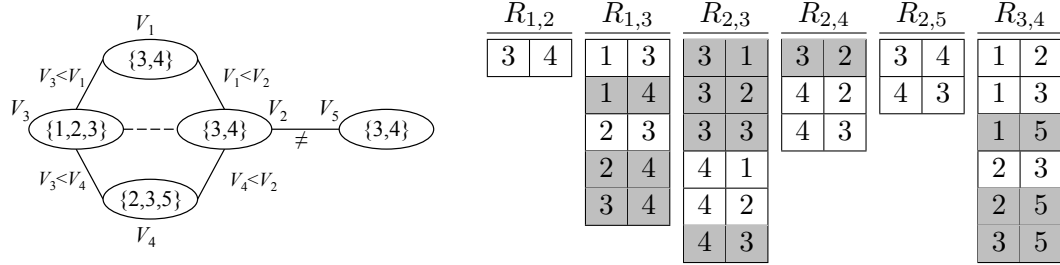 V1
{3,4}
V3<V1
V1<V2
V3
{1,2,3}
{3,4}
V2
V5
{3,4}
≠
V3<V4
V4<V2
{2,3,5}
V4
R1,2 R1,3 R2,3 R2,4 R2,5 R3,4
3 4 1 3 3 1 3 2 3 4 1 2
1 4 3 2 4 2 4 3 1 3
2 3 3 3 4 3 1 5
2 4 4 1 2 3
3 4 4 2 2 5
4 3 3 5